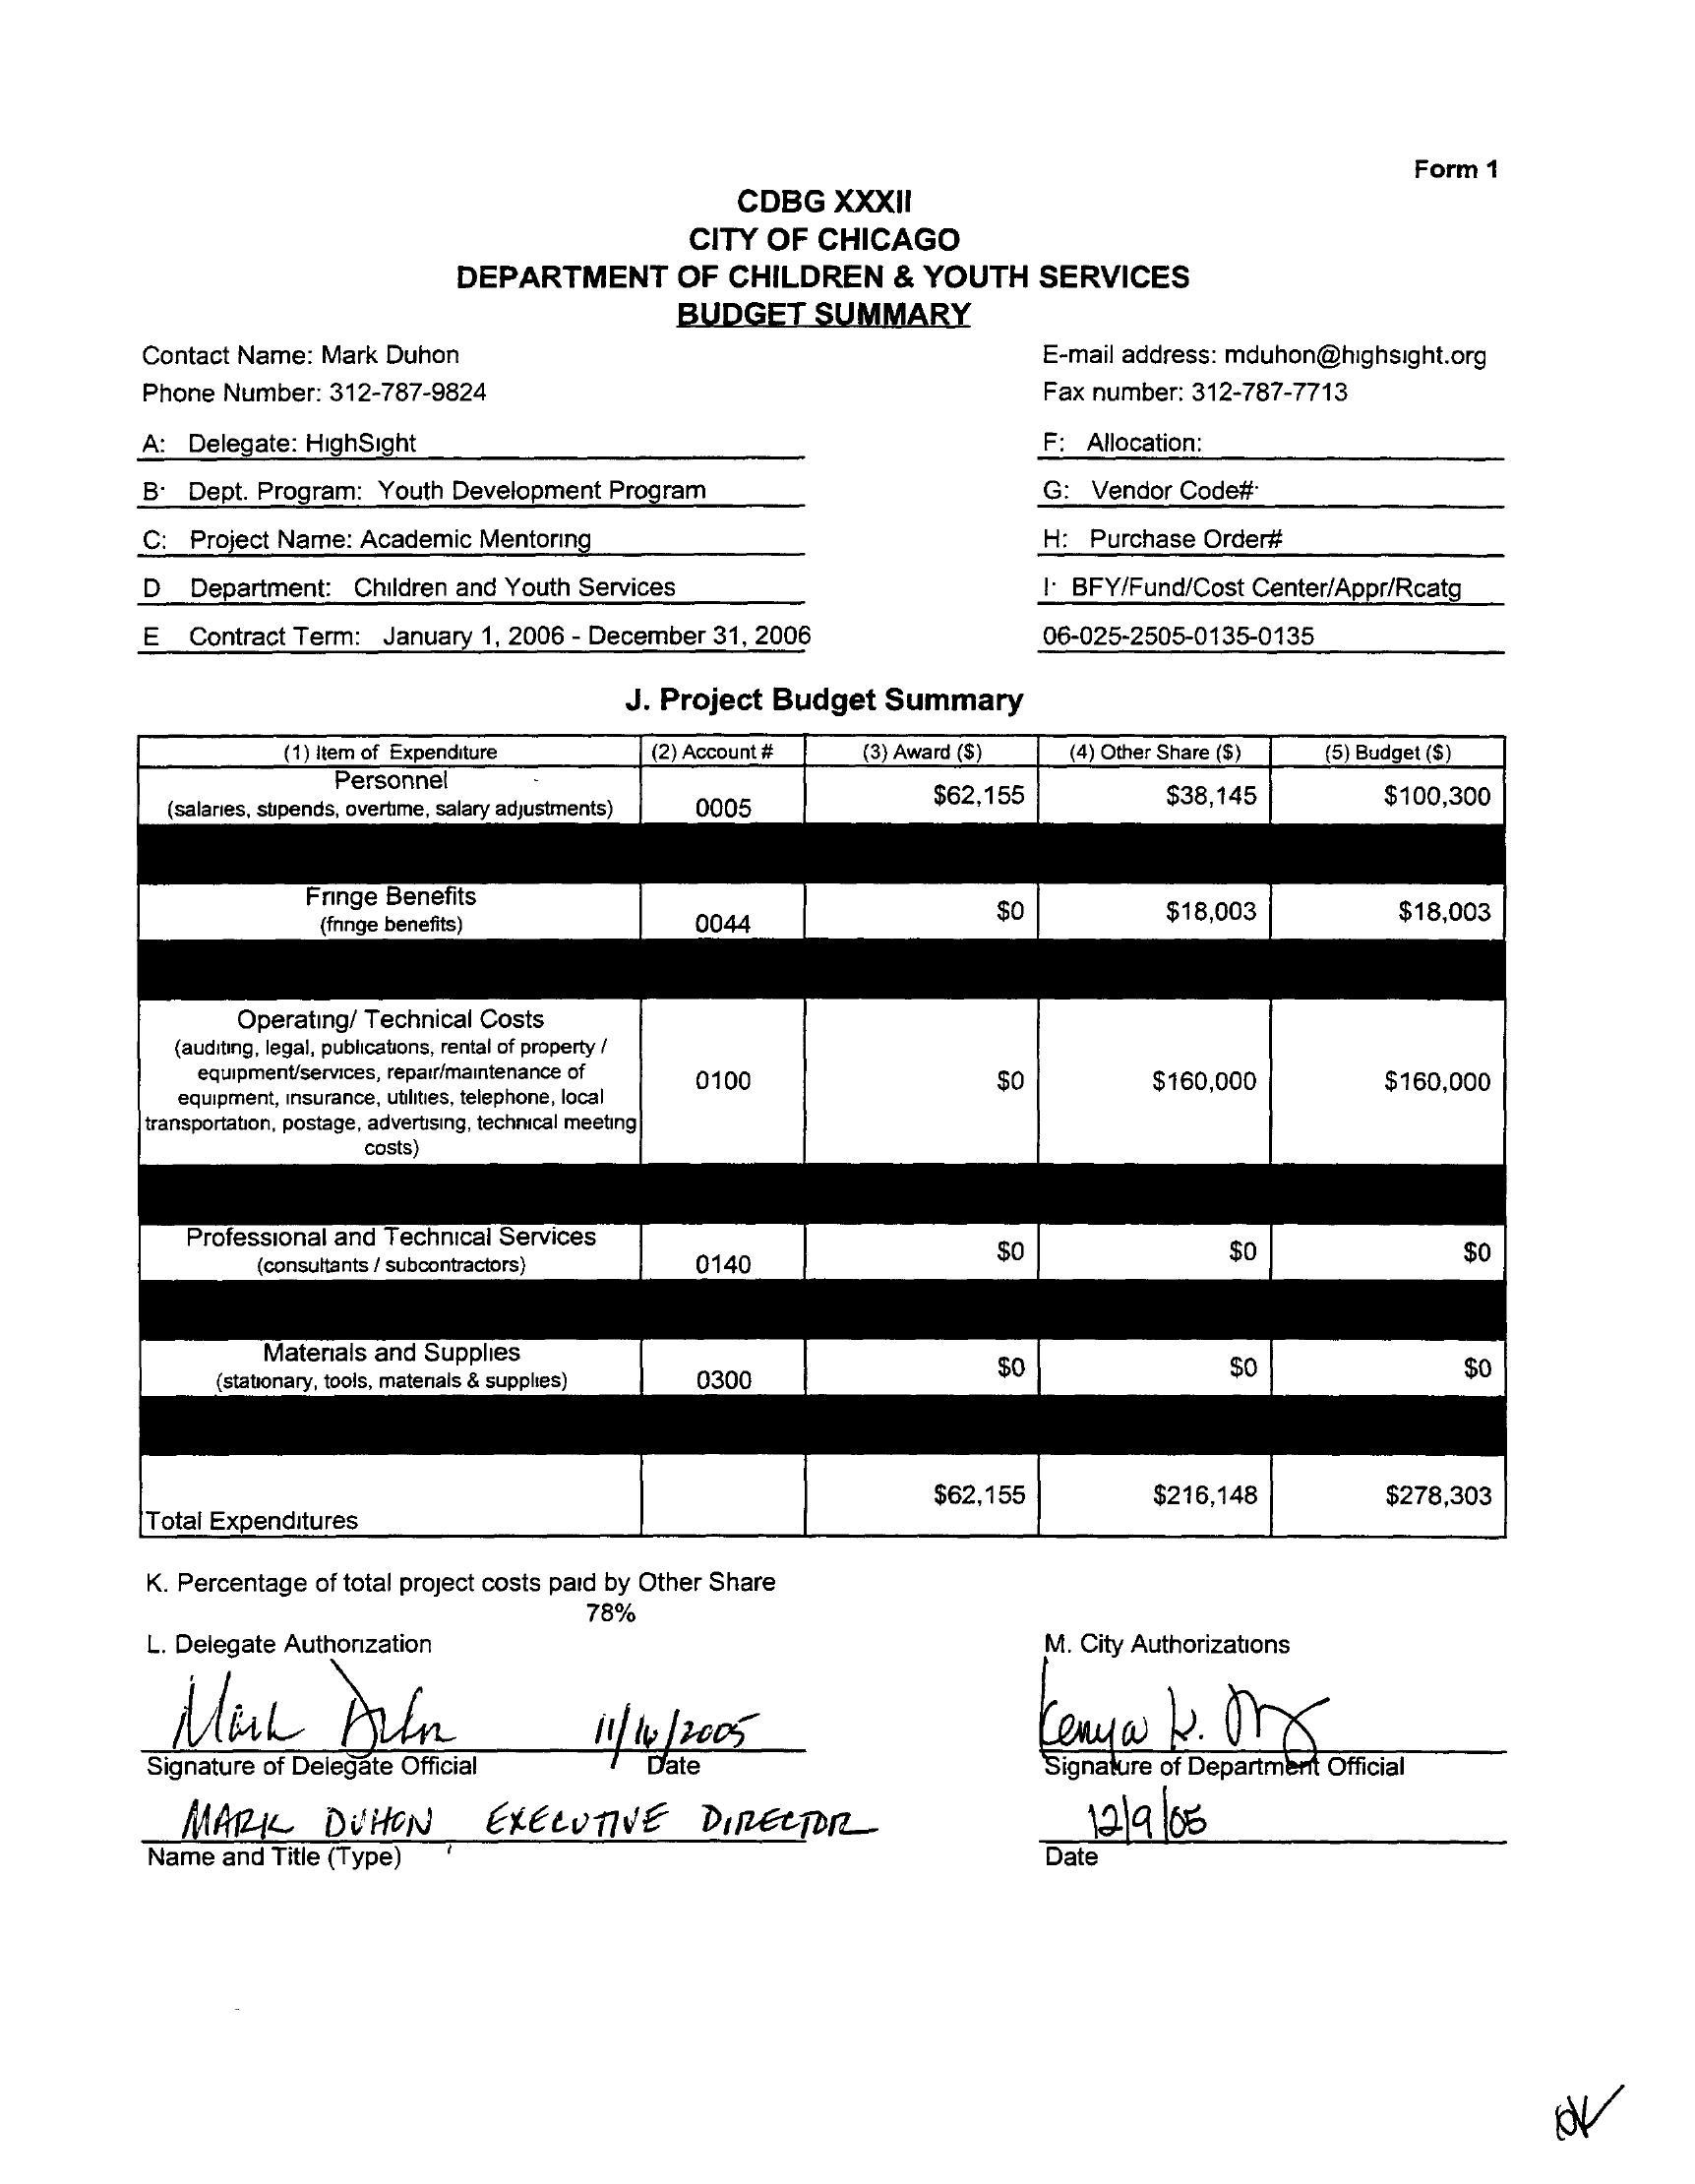 Form 1
CDBG XXXII
CITY OF CHICAGO
DEPARTMENT OF CHILDREN & YOUTH SERVICES
BUDGET SUMMARY
Contact Name: Mark Duhon
E-mail address: mduhon@highsight.org
Phone Number: 312-787-9824
Fax number: 312-787-7713
A: Delegate: HighSight
F: Allocation:
B· Dept. Program: Youth Development Program
G: Vendor Code#·
C: Project Name: Academic Mentoring
H: Purchase Order#
D Department: Children and Youth Services
I· BFY/Fund/Cost Center/Appr/Rcatg
E Contract Term: January 1, 2006 - December 31, 2006
06-025-2505-0135-0135
J. Project Budget Summary
(1) Item of Expenditure (2) Account # (3) Award ($) (4) Other Share ($) (5) Budget ($)
Personnel
(salaries, stipends, overtime, salary adjustments) 0005 $62,155 $38,145 $100,300
Fringe Benefits
(fringe benefits) 0044 $0 $18,003 $18,003
Operating/ Technical Costs
(auditing, legal, publications, rental of property /
equipment/services, repair/maintenance of
equipment, insurance, utilities, telephone, local
transportation, postage, advertising, technical meeting
costs)
0100 $0 $160,000 $160,000
Professional and Technical Services
(consultants / subcontractors) 0140 $0 $0 $0
Materials and Supplies
(stationary, tools, materials & supplies) 0300 $0 $0 $0
Total Expenditures $62,155 $216,148 $278,303
K. Percentage of total project costs paid by Other Share
78%
L. Delegate Authorization
M. City Authorizations
Mark Duhon
Kenya K.
Signature of Delegate Official Date
Signature of Department Official
MARK DUHON EXECUTIVE DIRECTOR
12/9/05
Name and Title (Type)
Date